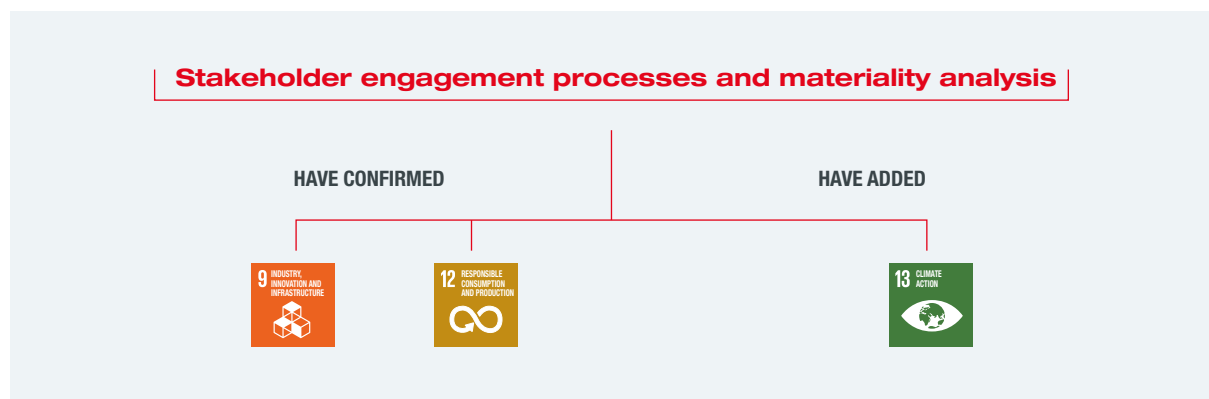 Stakeholder engagement processes and materiality analysis
HAVE CONFIRMED
HAVE ADDED
9 INDUSTRY,
INNOVATION AND
INFRASTRUCTURE
12 RESPONSIBLE
CONSUMPTION
AND PRODUCTION
13 CLIMATE
ACTION